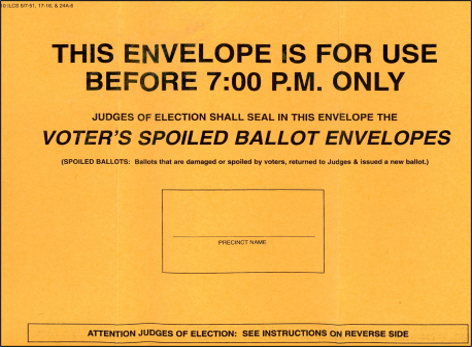 10 ILCS 5/7-51, 17-16, & 24A-8
THIS ENVELOPE IS FOR USE
BEFORE 7:00 P.M. ONLY
JUDGES OF ELECTION SHALL SEAL IN THIS ENVELOPE THE
VOTER'S SPOILED BALLOT ENVELOPES
(SPOILED BALLOTS: Ballots that are damaged or spoiled by voters, returned to Judges & issued a new ballot.)
PRECINCT NAME
ATTENTION JUDGES OF ELECTION: SEE INSTRUCTIONS ON REVERSE SIDE